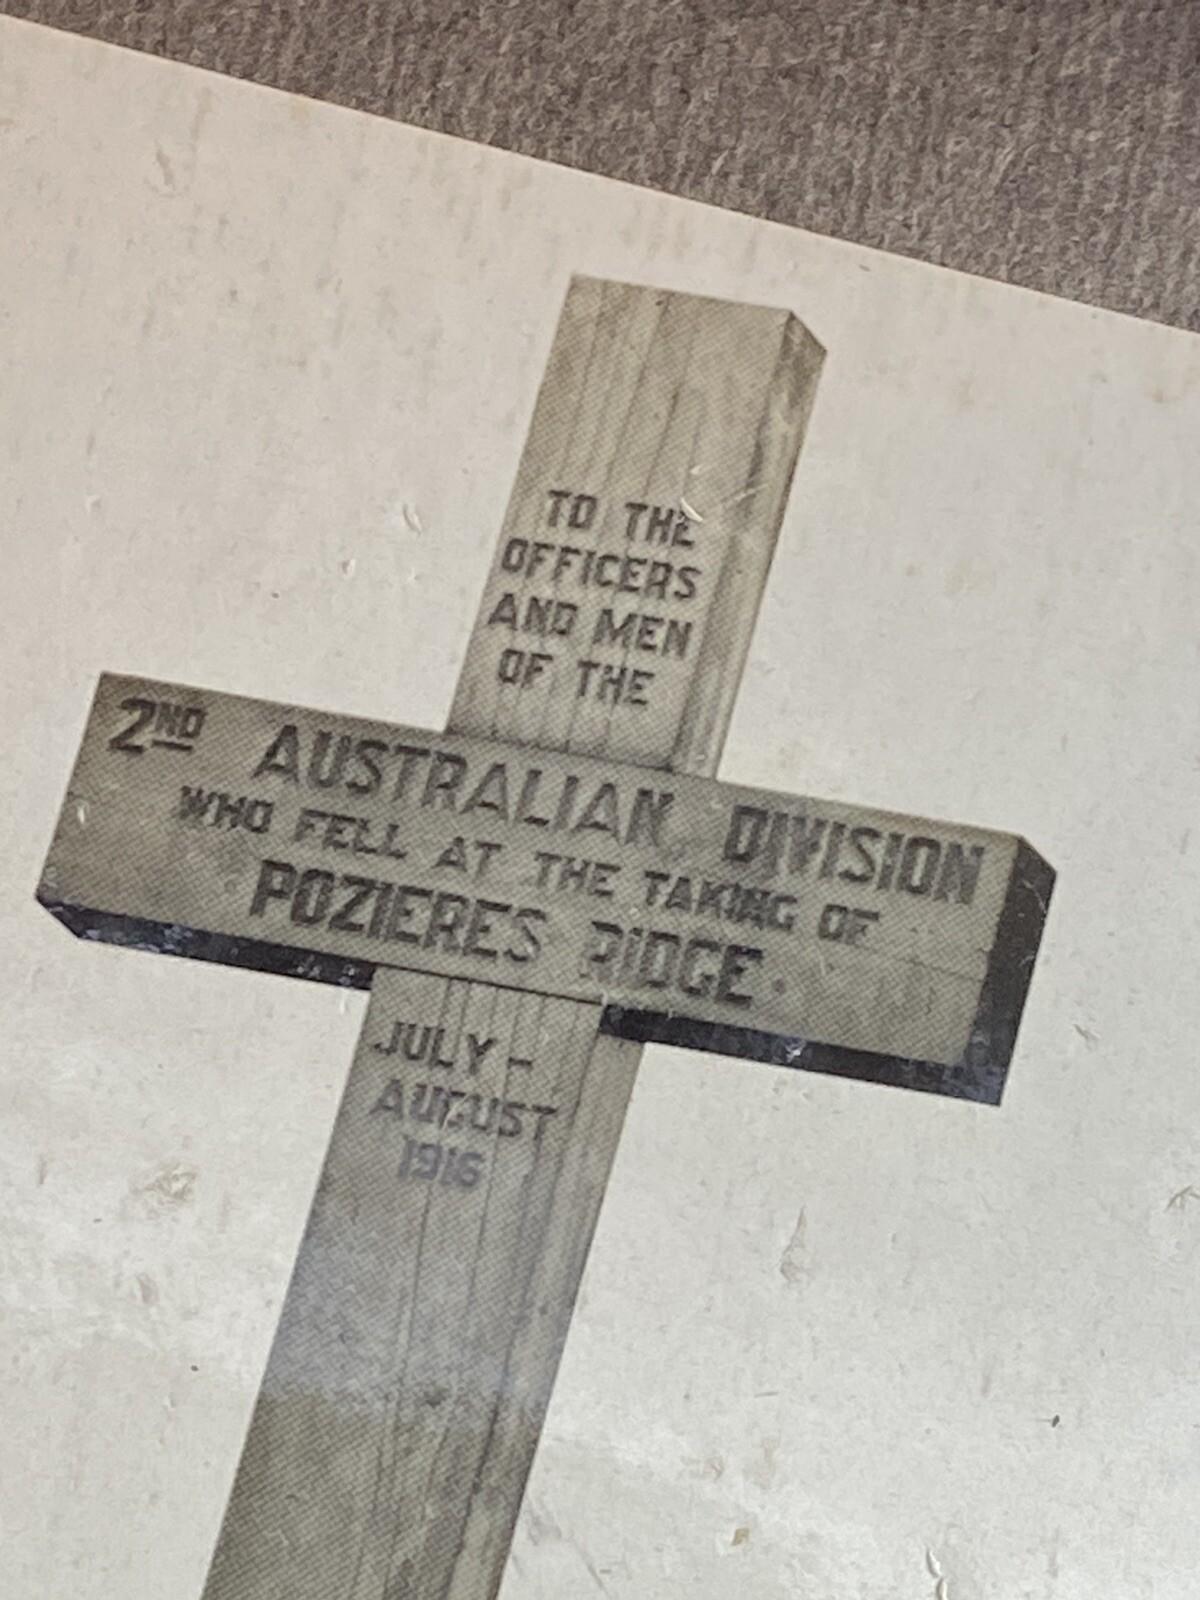 TO THE
OFFICERS
AND MEN
OF THE
2ND AUSTRALIAN DIVISION
WHO FELL AT THE TAKING OF
POZIERES RIDGE.
JULY -
AUGUST
1916